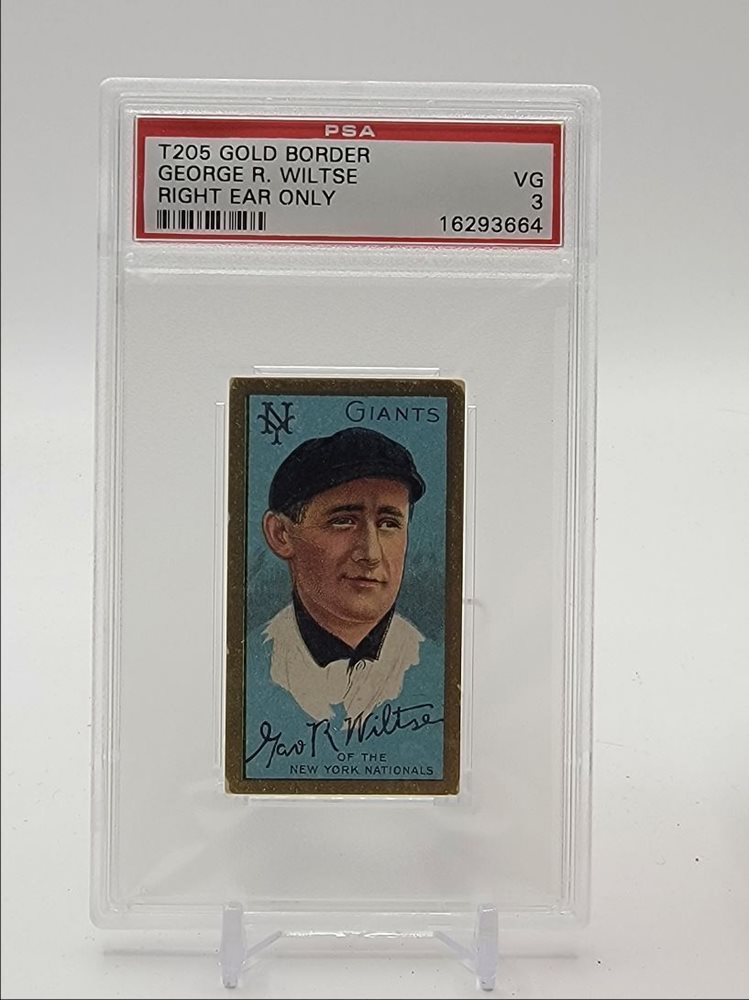 PSA
T205 GOLD BORDER
GEORGE R. WILTSE VG
RIGHT EAR ONLY 3
16293664
NY GIANTS
Geo R Wiltse
OF THE
NEW YORK NATIONALS